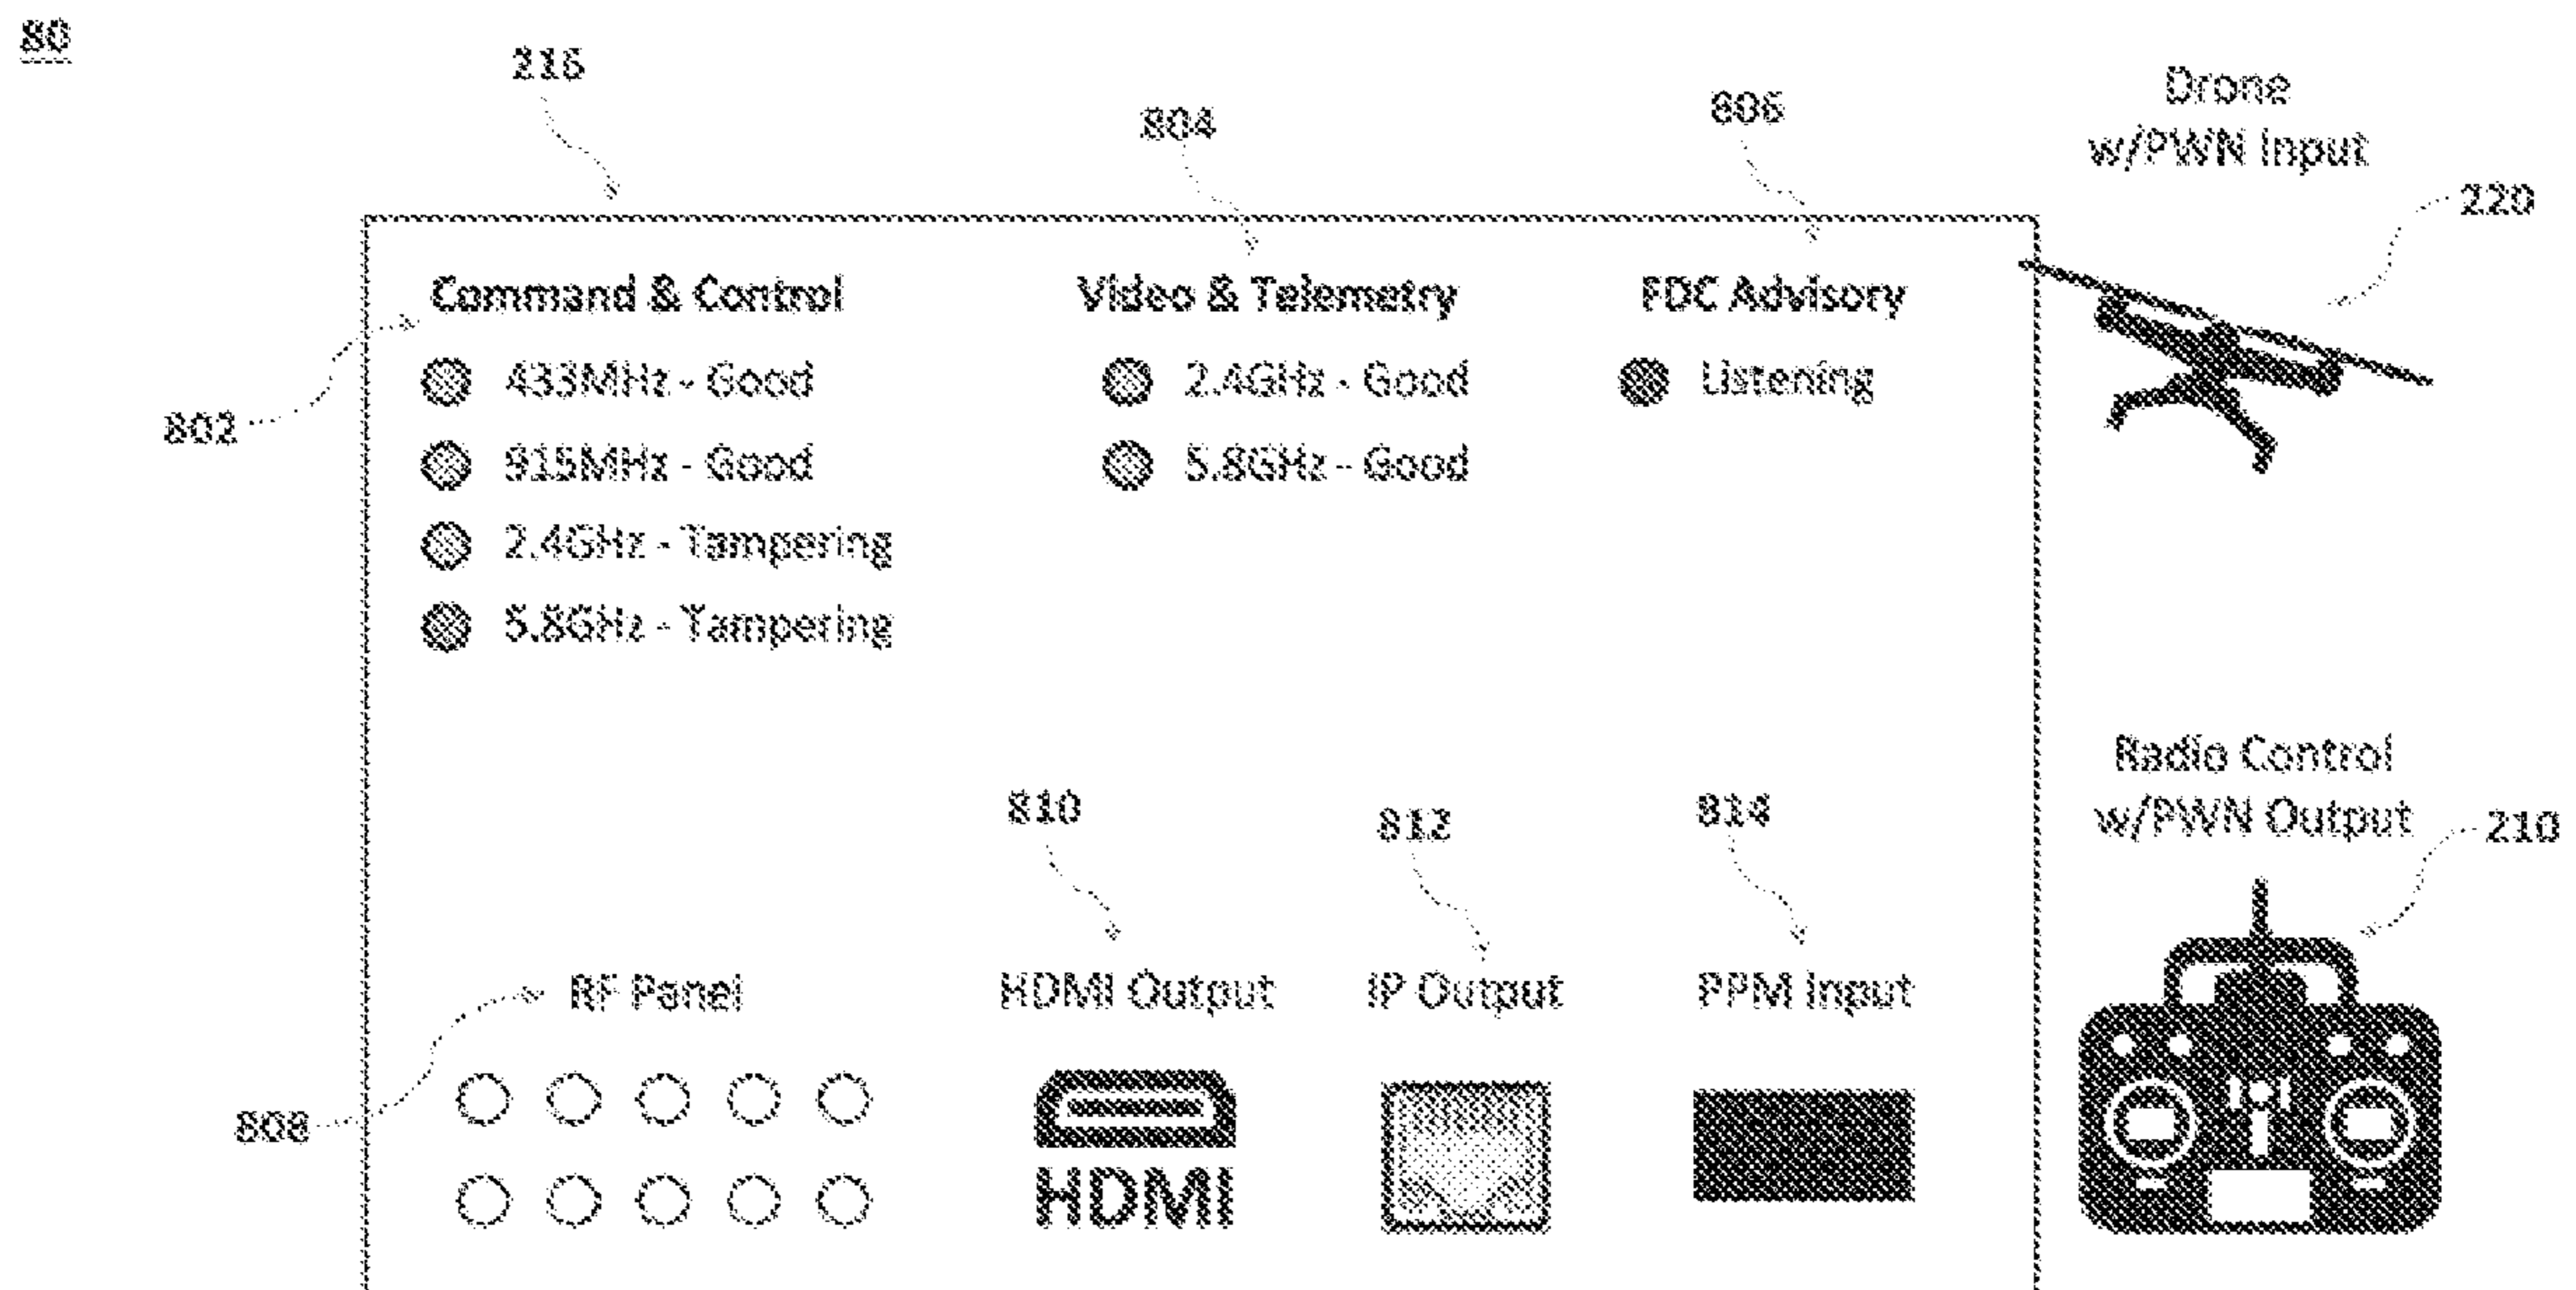 80
216
804
806
Drone
w/PWN Input
220
Command & Control
Video & Telemetry
FDC Advisory
802
433MHz - Good
915MHz - Good
2.4GHz - Tampering
5.8GHz - Tampering
2.4GHz - Good
5.8GHz - Good
Listening
Radio Control
w/PWN Output
210
810
812
814
808
RF Panel
HDMI Output
IP Output
PPM Input
HDMI